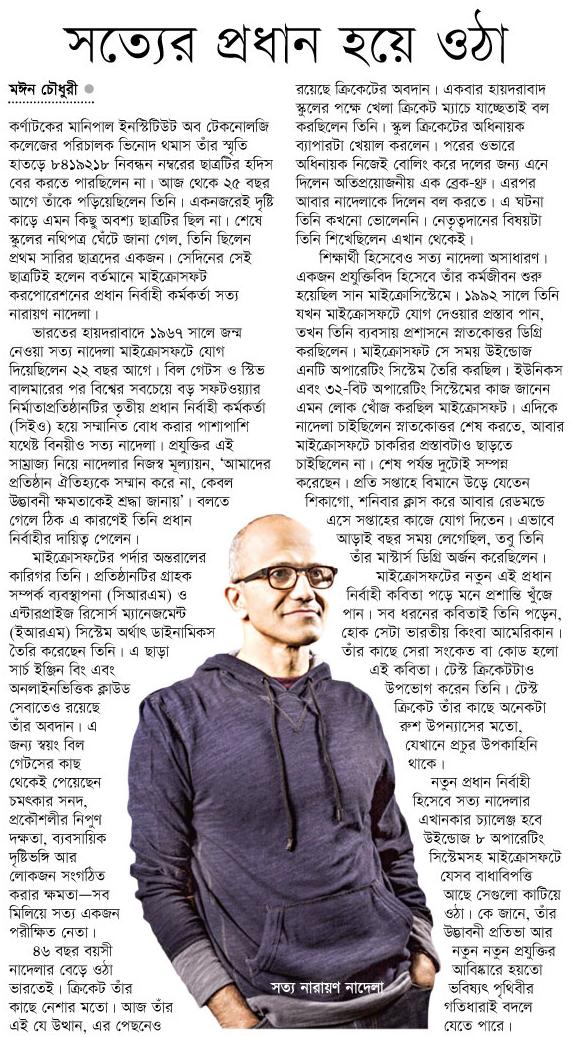 সত্যের প্রধান হয়ে ওঠা
মঈন চৌধুরী
কর্ণাটকের মানিপাল ইনস্টিটিউট অব টেকনোলজি
কলেজের পরিচালক ভিনোদ থমাস তাঁর স্মৃতি
হাতড়ে ৮৪১৯২১৮ নিবন্ধন নম্বরের ছাত্রটির হদিস
বের করতে পারছিলেন না। আজ থেকে ২৫ বছর
আগে তাঁকে পড়িয়েছিলেন তিনি। একনজরেই দৃষ্টি
কাড়ে এমন কিছু অবশ্য ছাত্রটির ছিল না। শেষে
স্কুলের নথিপত্র ঘেঁটে জানা গেল, তিনি ছিলেন
প্রথম সারির ছাত্রদের একজন। সেদিনের সেই
ছাত্রটিই হলেন বর্তমানে মাইক্রোসফট
করপোরেশনের প্রধান নির্বাহী কর্মকর্তা সত্য
নারায়ণ নাদেলা।
ভারতের হায়দরাবাদে ১৯৬৭ সালে জন্ম
নেওয়া সত্য নাদেলা মাইক্রোসফটে যোগ
দিয়েছিলেন ২২ বছর আগে। বিল গেটস ও স্টিভ
বালমারের পর বিশ্বের সবচেয়ে বড় সফটওয়্যার
নির্মাতাপ্রতিষ্ঠানটির তৃতীয় প্রধান নির্বাহী কর্মকর্তা
(সিইও) হয়ে সম্মানিত বোধ করার পাশাপাশি
যথেষ্ট বিনয়ীও সত্য নাদেলা। প্রযুক্তির এই
সাম্রাজ্য নিয়ে নাদেলার নিজস্ব মূল্যায়ন, ‘আমাদের
প্রতিষ্ঠান ঐতিহ্যকে সম্মান করে না, কেবল
উদ্ভাবনী ক্ষমতাকেই শ্রদ্ধা জানায়’। বলতে
গেলে ঠিক এ কারণেই তিনি প্রধান
নির্বাহীর দায়িত্ব পেলেন।
মাইক্রোসফটের পর্দার অন্তরালের
কারিগর তিনি। প্রতিষ্ঠানটির গ্রাহক
সম্পর্ক ব্যবস্থাপনা (সিআরএম) ও
এন্টারপ্রাইজ রিসোর্স ম্যানেজমেন্ট
(ইআরএম) সিস্টেম অর্থাৎ ডাইনামিকস
তৈরি করেছেন তিনি। এ ছাড়া
সার্চ ইঞ্জিন বিং এবং
অনলাইনভিত্তিক ক্লাউড
সেবাতেও রয়েছে
তাঁর অবদান। এ
জন্য স্বয়ং বিল
গেটসের কাছ
থেকেই পেয়েছেন
চমৎকার সনদ,
প্রকৌশলীর নিপুণ
দক্ষতা, ব্যবসায়িক
দৃষ্টিভঙ্গি আর
লোকজন সংগঠিত
করার ক্ষমতা—সব
মিলিয়ে সত্য একজন
পরীক্ষিত নেতা।
৪৬ বছর বয়সী
নাদেলার বেড়ে ওঠা
ভারতেই। ক্রিকেট তাঁর
কাছে নেশার মতো। আজ তাঁর
এই যে উত্থান, এর পেছনেও
রয়েছে ক্রিকেটের অবদান। একবার হায়দরাবাদ
স্কুলের পক্ষে খেলা ক্রিকেট ম্যাচে যাচ্ছেতাই বল
করছিলেন তিনি। স্কুল ক্রিকেটের অধিনায়ক
ব্যাপারটা খেয়াল করলেন। পরের ওভারে
অধিনায়ক নিজেই বোলিং করে দলের জন্য এনে
দিলেন অতিপ্রয়োজনীয় এক ব্রেক-থ্রু। এরপর
আবার নাদেলাকে দিলেন বল করতে। এ ঘটনা
তিনি কখনো ভোলেননি। নেতৃত্বদানের বিষয়টা
তিনি শিখেছিলেন এখান থেকেই।
শিক্ষার্থী হিসেবেও সত্য নাদেলা অসাধারণ।
একজন প্রযুক্তিবিদ হিসেবে তাঁর কর্মজীবন শুরু
হয়েছিল সান মাইক্রোসিস্টেমে। ১৯৯২ সালে তিনি
যখন মাইক্রোসফটে যোগ দেওয়ার প্রস্তাব পান,
তখন তিনি ব্যবসায় প্রশাসনে স্নাতকোত্তর ডিগ্রি
করছিলেন। মাইক্রোসফট সে সময় উইন্ডোজ
এনটি অপারেটিং সিস্টেম তৈরি করছিল। ইউনিকস
এবং ৩২-বিট অপারেটিং সিস্টেমের কাজ জানেন
এমন লোক খোঁজ করছিল মাইক্রোসফট। এদিকে
নাদেলা চাইছিলেন স্নাতকোত্তর শেষ করতে, আবার
মাইক্রোসফটে চাকরির প্রস্তাবটাও ছাড়তে
চাইছিলেন না। শেষ পর্যন্ত দুটোই সম্পন্ন
করেছেন। প্রতি সপ্তাহে বিমানে উড়ে যেতেন
শিকাগো, শনিবার ক্লাস করে আবার রেডমন্ডে
এসে সপ্তাহের কাজে যোগ দিতেন। এভাবে
আড়াই বছর সময় লেগেছিল, তবু তিনি
তাঁর মাস্টার্স ডিগ্রি অর্জন করেছিলেন।
মাইক্রোসফটের নতুন এই প্রধান
নির্বাহী কবিতা পড়ে মনে প্রশান্তি খুঁজে
পান। সব ধরনের কবিতাই তিনি পড়েন,
হোক সেটা ভারতীয় কিংবা আমেরিকান।
তাঁর কাছে সেরা সংকেত বা কোড হলো
এই কবিতা। টেস্ট ক্রিকেটটাও
উপভোগ করেন তিনি। টেস্ট
ক্রিকেট তাঁর কাছে অনেকটা
রুশ উপন্যাসের মতো,
যেখানে প্রচুর উপকাহিনি
থাকে।
নতুন প্রধান নির্বাহী
হিসেবে সত্য নাদেলার
এখানকার চ্যালেঞ্জ হবে
উইন্ডোজ ৮ অপারেটিং
সিস্টেমসহ মাইক্রোসফটে
যেসব বাধাবিপত্তি
আছে সেগুলো কাটিয়ে
ওঠা। কে জানে, তাঁর
উদ্ভাবনী প্রতিভা আর
নতুন নতুন প্রযুক্তির
আবিষ্কারে হয়তো
ভবিষ্যৎ পৃথিবীর
গতিধারাই বদলে
যেতে পারে।
সত্য নারায়ণ নাদেলা